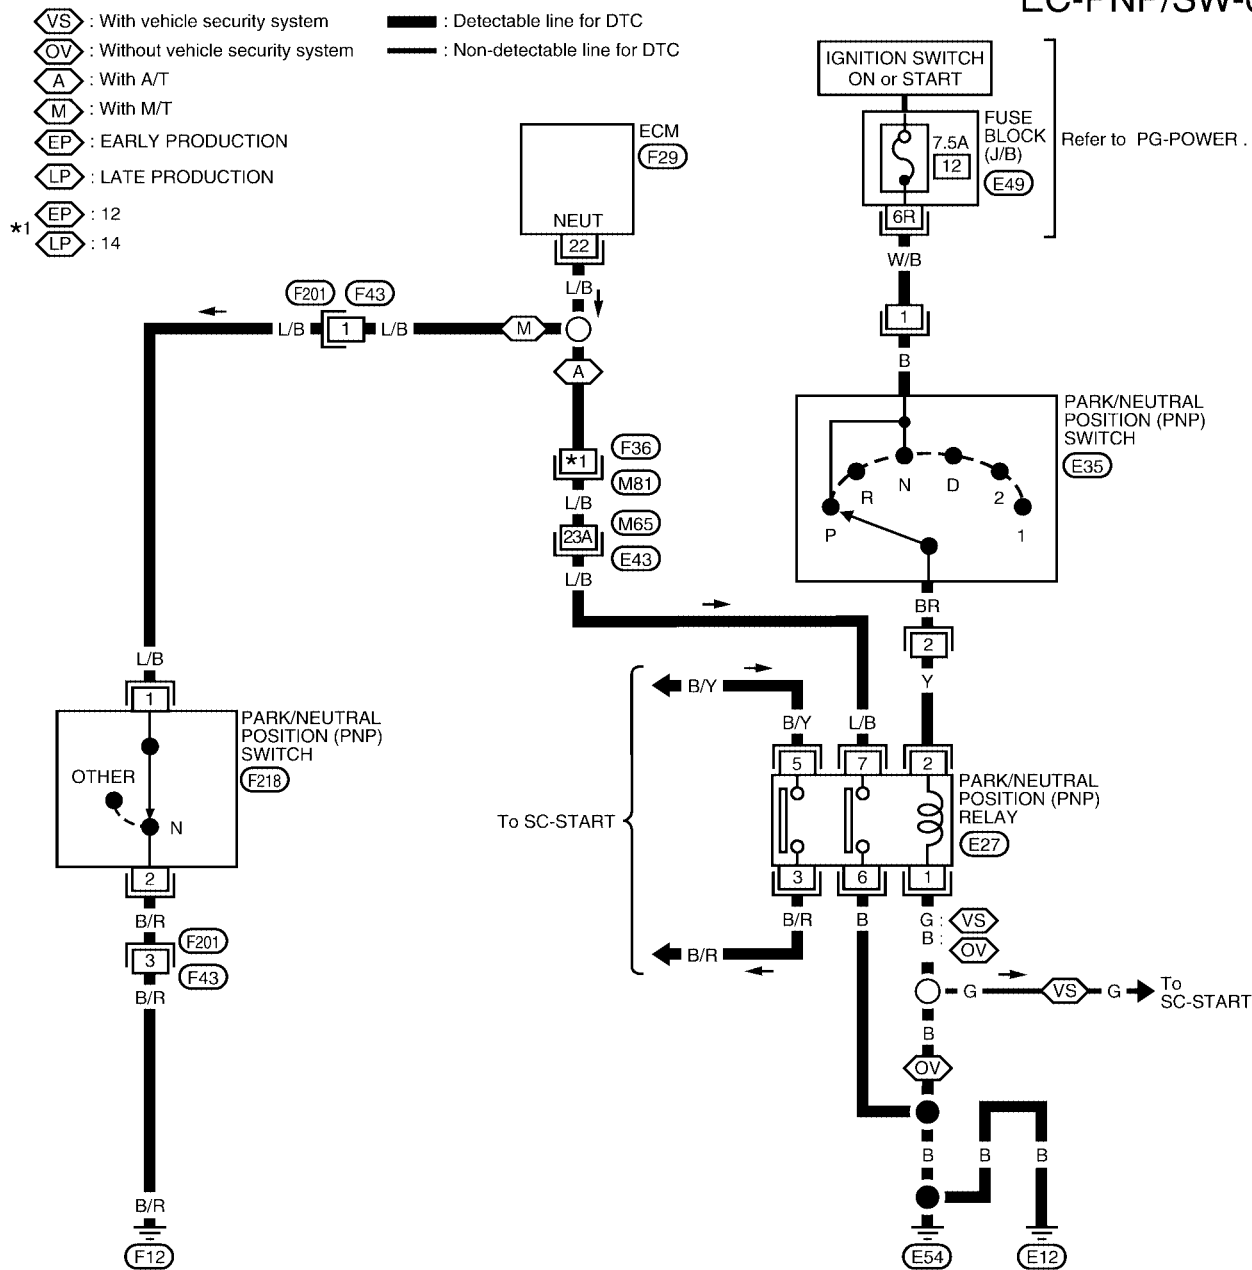 EC-PNP/SW-0
VS : With vehicle security system
OV : Without vehicle security system
A : With A/T
M : With M/T
EP : EARLY PRODUCTION
LP : LATE PRODUCTION
*1 EP : 12
LP : 14
: Detectable line for DTC
: Non-detectable line for DTC
IGNITION SWITCH
ON or START
FUSE
BLOCK
(J/B)
E49
7.5A
12
6R
Refer to PG-POWER .
W/B
1
B
ECM
F29
NEUT
22
L/B
F201 F43
L/B 1 L/B M
A
*1
F36
M81
L/B
M65
23A
E43
L/B
PARK/NEUTRAL
POSITION (PNP)
SWITCH
E35
P R N D 2 1
BR
2
Y
L/B
1
PARK/NEUTRAL
POSITION (PNP)
SWITCH
F218
OTHER
N
2
B/R
F201
3
F43
B/R
B/R
F12
To SC-START
B/Y
B/Y L/B
5 7 2
PARK/NEUTRAL
POSITION (PNP)
RELAY
E27
3 6 1
B/R B G : VS
B : OV
B/R
G VS G To
SC-START
B
OV
B B B
E54 E12